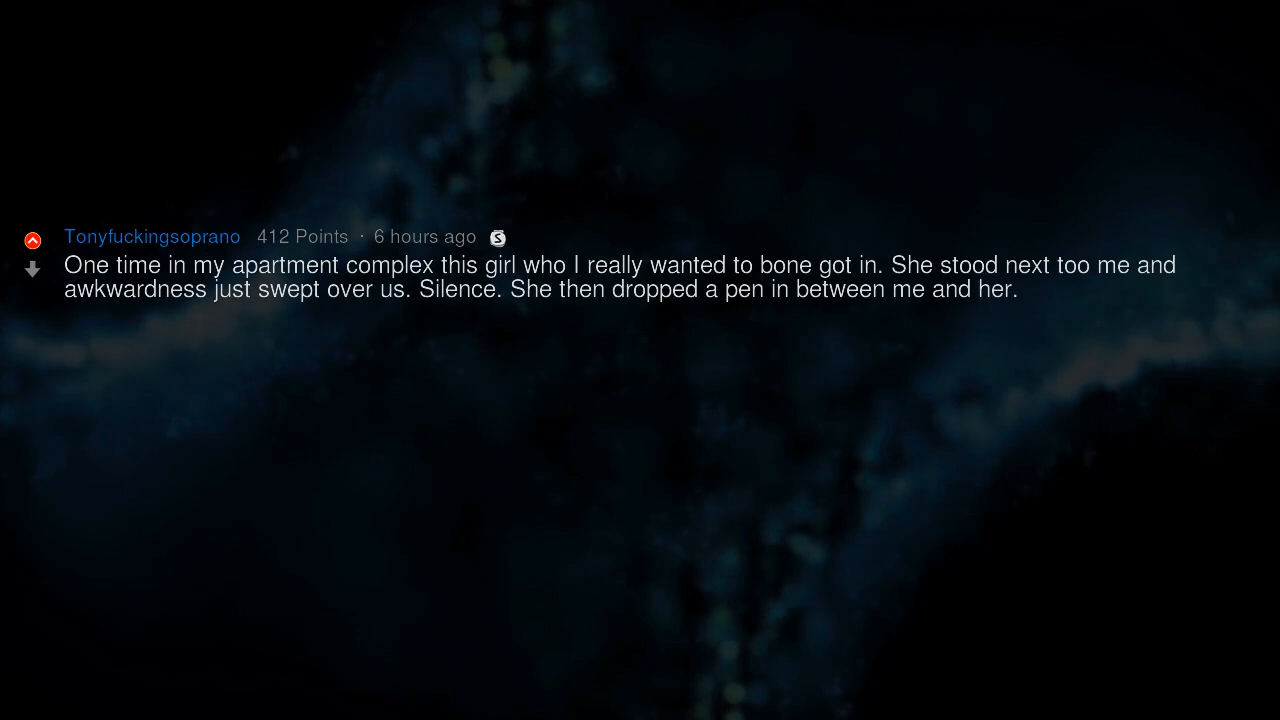 Tonyfuckingsoprano 412 Points · 6 hours ago S
One time in my apartment complex this girl who I really wanted to bone got in. She stood next too me and
awkwardness just swept over us. Silence. She then dropped a pen in between me and her.